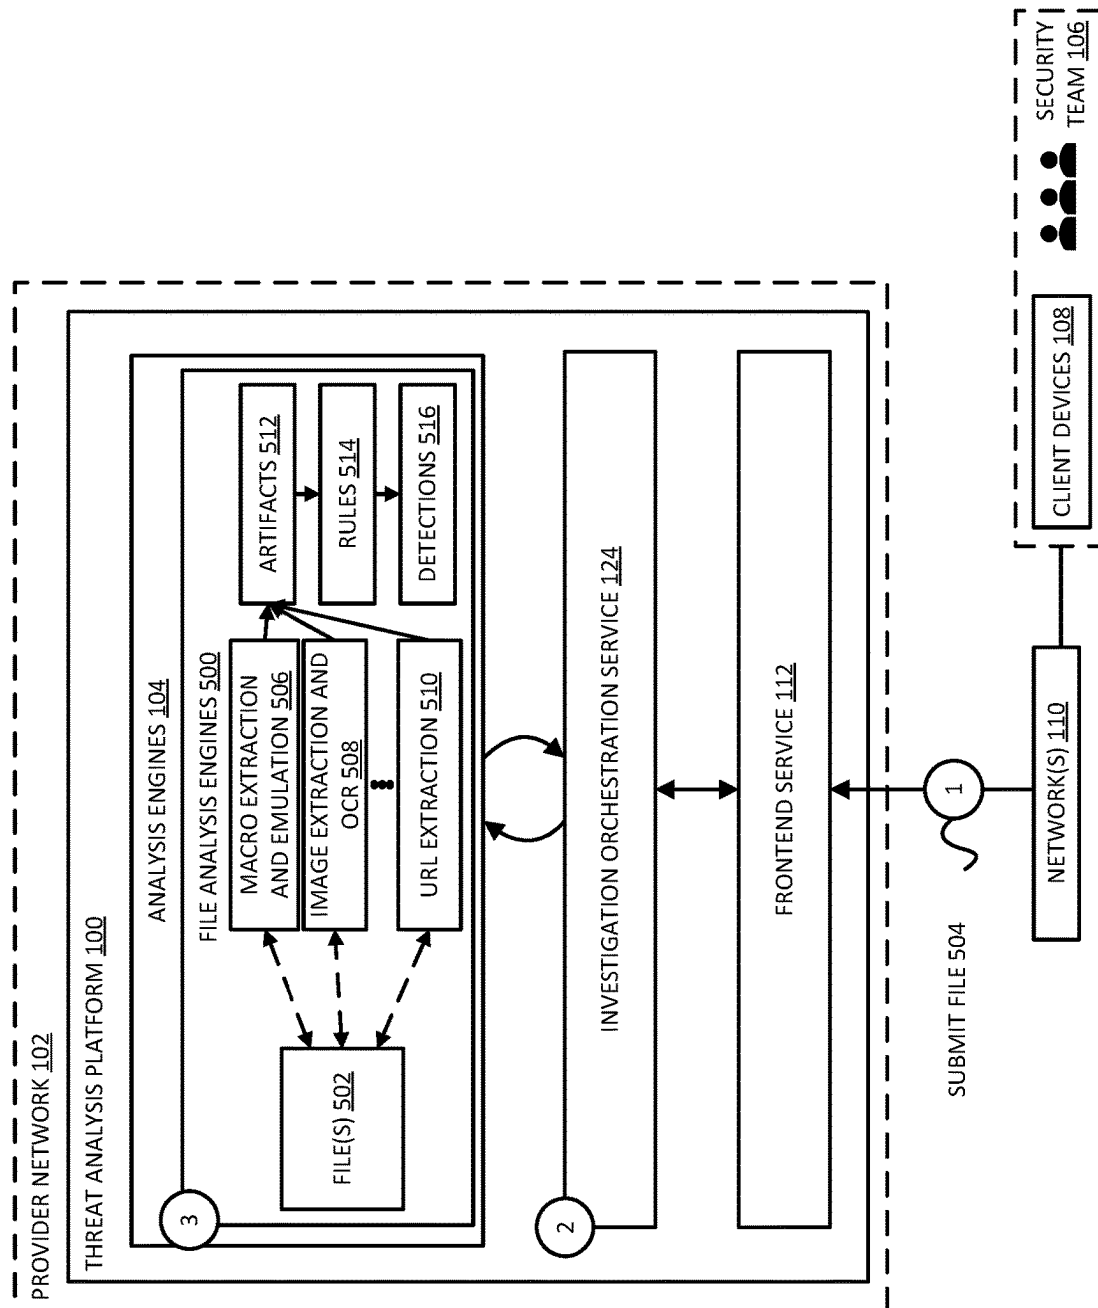 PROVIDER NETWORK 102
THREAT ANALYSIS PLATFORM 100
ANALYSIS ENGINES 104
3
FILE ANALYSIS ENGINES 500
FILE(S) 502
MACRO EXTRACTION
AND EMULATION 506
IMAGE EXTRACTION AND
OCR 508
URL EXTRACTION 510
ARTIFACTS 512
RULES 514
DETECTIONS 516
2
INVESTIGATION ORCHESTRATION SERVICE 124
FRONTEND SERVICE 112
SUBMIT FILE 504
1
NETWORK(S) 110
CLIENT DEVICES 108
SECURITY
TEAM 106